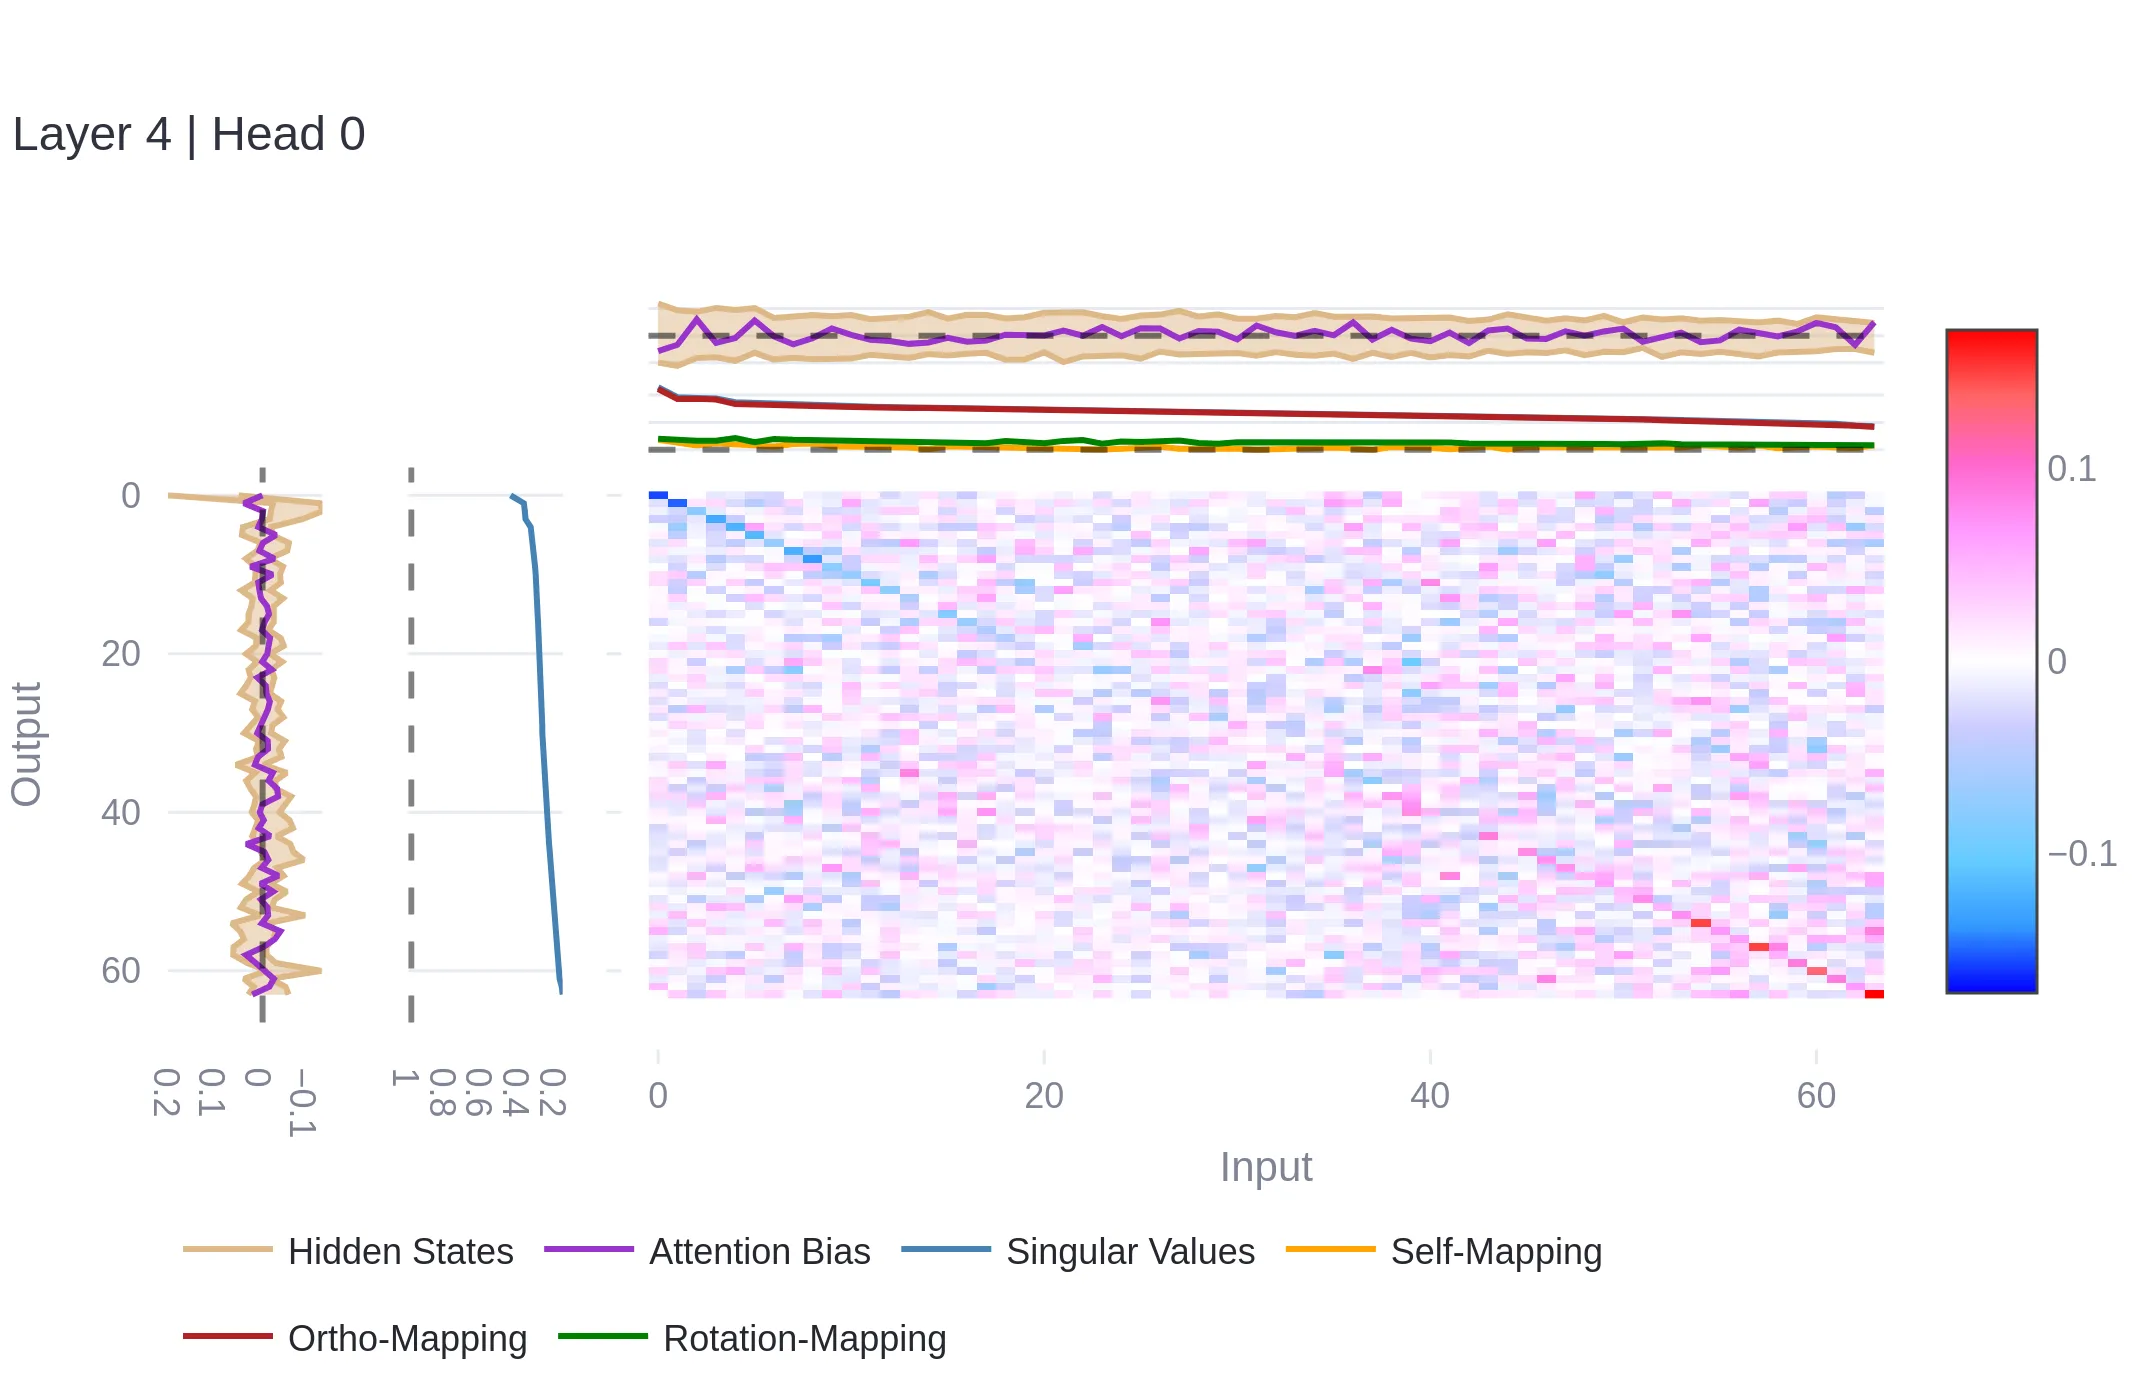 Layer 4 | Head 0
0.1
0
−0.1
0
20
40
60
Output
0.2
0.1
0
−0.1
1
0.8
0.6
0.4
0.2
0
20
40
60
Input
Hidden States
Attention Bias
Singular Values
Self-Mapping
Ortho-Mapping
Rotation-Mapping